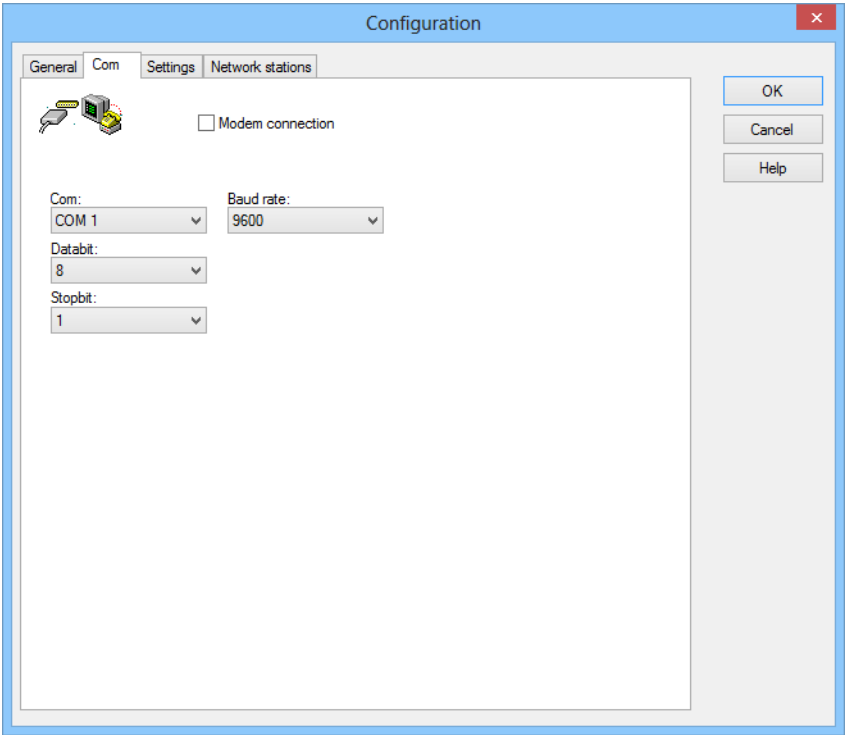 Configuration
General Com Settings Network stations
OK
Modem connection
Cancel
Help
Com: Baud rate:
COM 1 9600
Databit:
8
Stopbit:
1